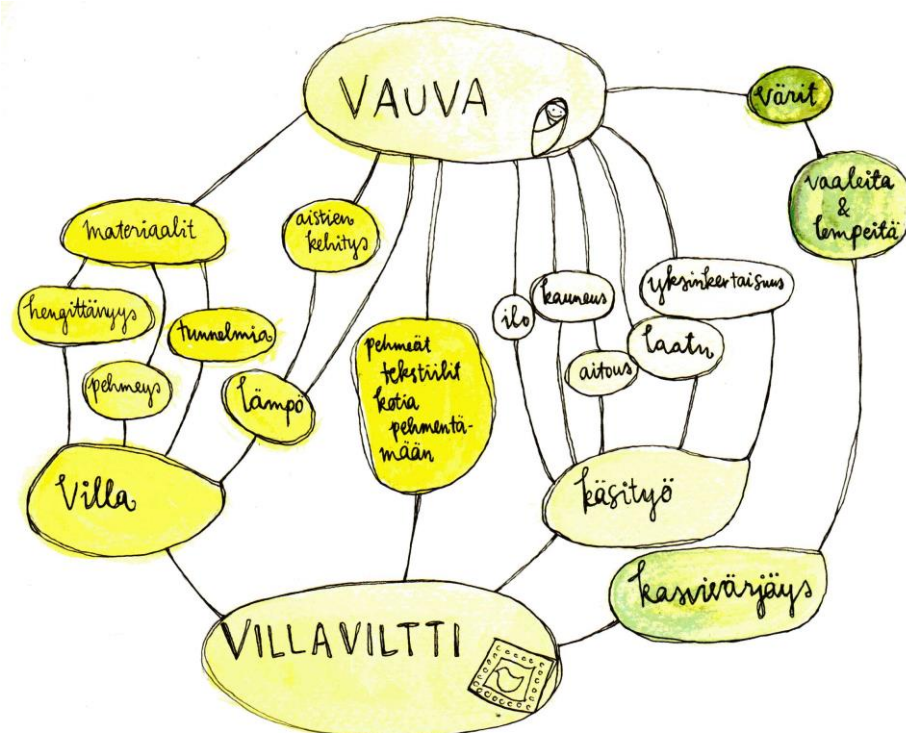 VAUVA
värit
vaaleita
&
lempeitä
materiaalit
aistien
kehitys
hengittävyys
tunnelmia
pehmeys
lämpö
pehmeät
tekstiilit
kotia
pehmentä-
mään
ilo
kauneus
yksinkertaisuus
aitous
laatu
villa
käsityö
kasvivärjäys
VILLAVILTTI